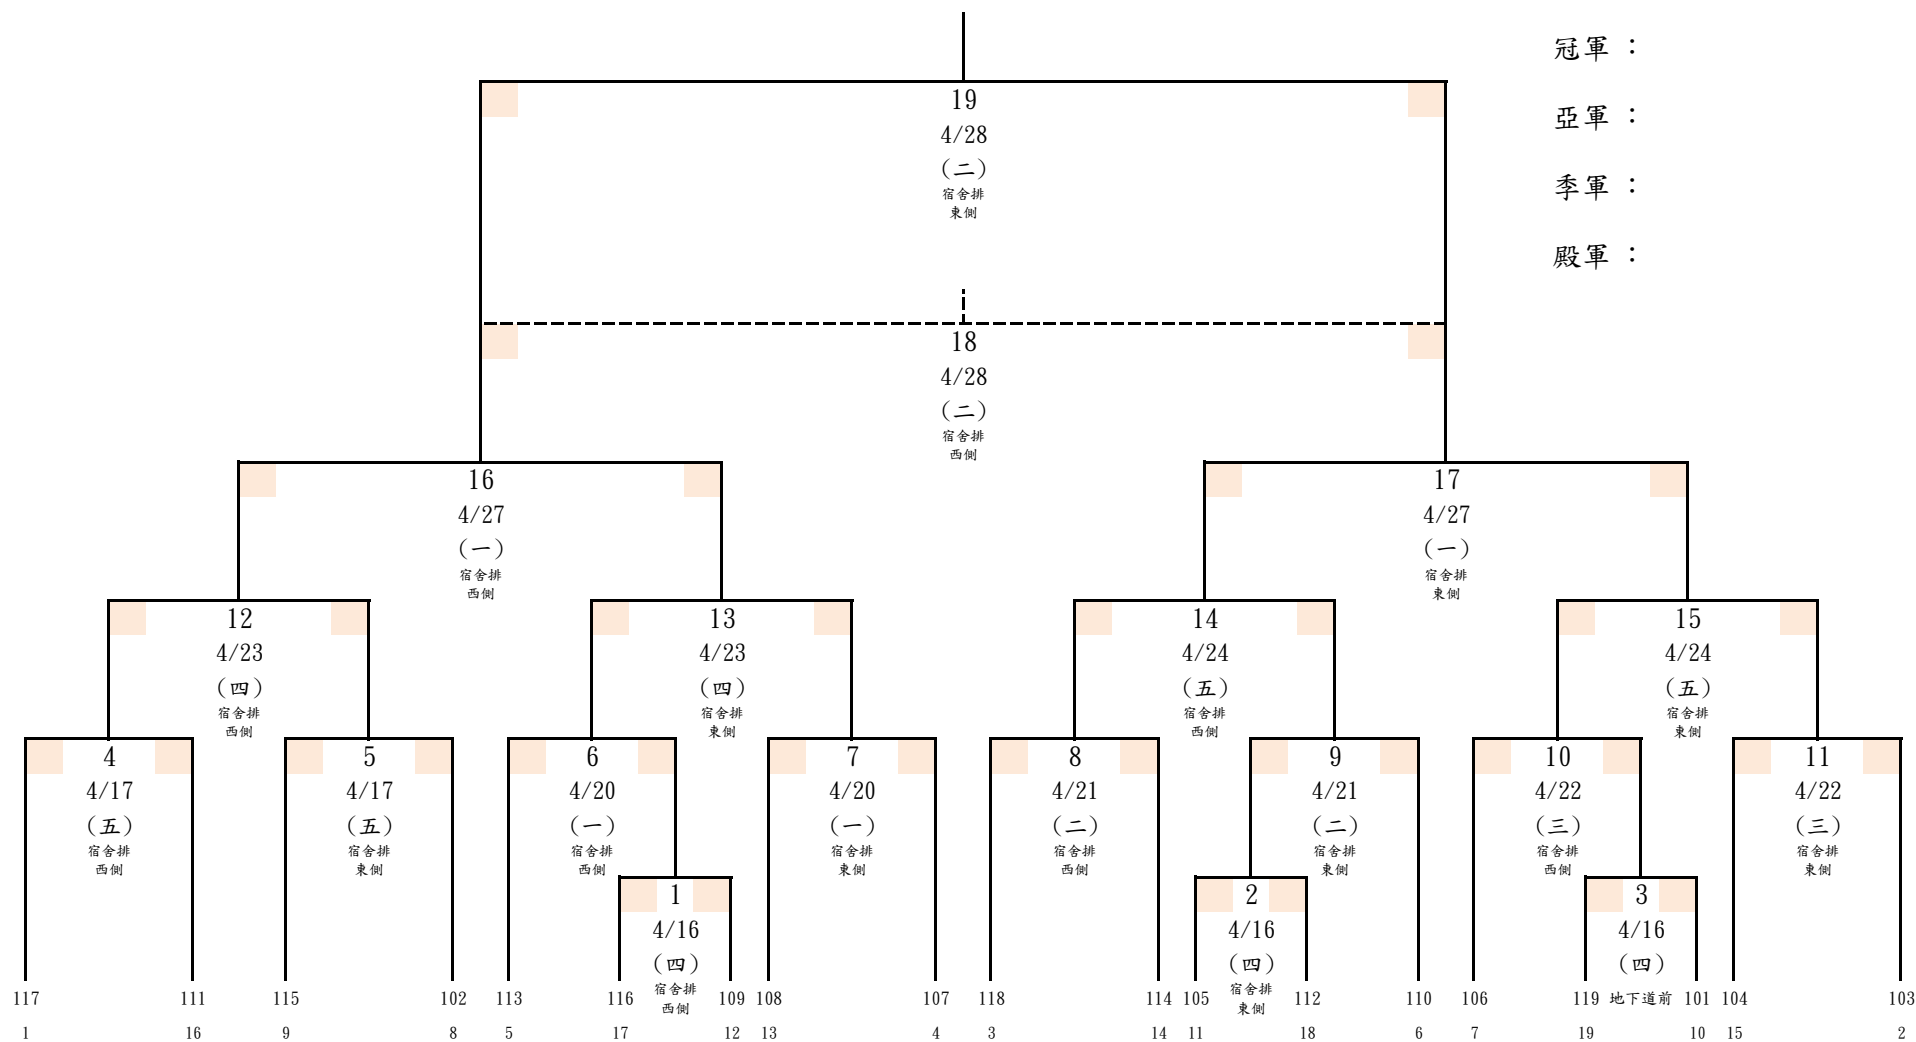 冠軍：
亞軍：
季軍：
殿軍：
19
4/28
(二)
宿舍排
東側
18
4/28
(二)
宿舍排
西側
16
4/27
(一)
宿舍排
西側
17
4/27
(一)
宿舍排
東側
12
4/23
(四)
宿舍排
西側
13
4/23
(四)
宿舍排
東側
14
4/24
(五)
宿舍排
西側
15
4/24
(五)
宿舍排
東側
4
4/17
(五)
宿舍排
西側
5
4/17
(五)
宿舍排
東側
6
4/20
(一)
宿舍排
西側
7
4/20
(一)
宿舍排
東側
8
4/21
(二)
宿舍排
西側
9
4/21
(二)
宿舍排
東側
10
4/22
(三)
宿舍排
西側
11
4/22
(三)
宿舍排
東側
1
4/16
(四)
宿舍排
西側
2
4/16
(四)
宿舍排
東側
3
4/16
(四)
地下道前
117 111 115 102 113 116 109 108 107 118 114 105 112 110 106 119 101 104 103
1 16 9 8 5 17 12 13 4 3 14 11 18 6 7 19 10 15 2